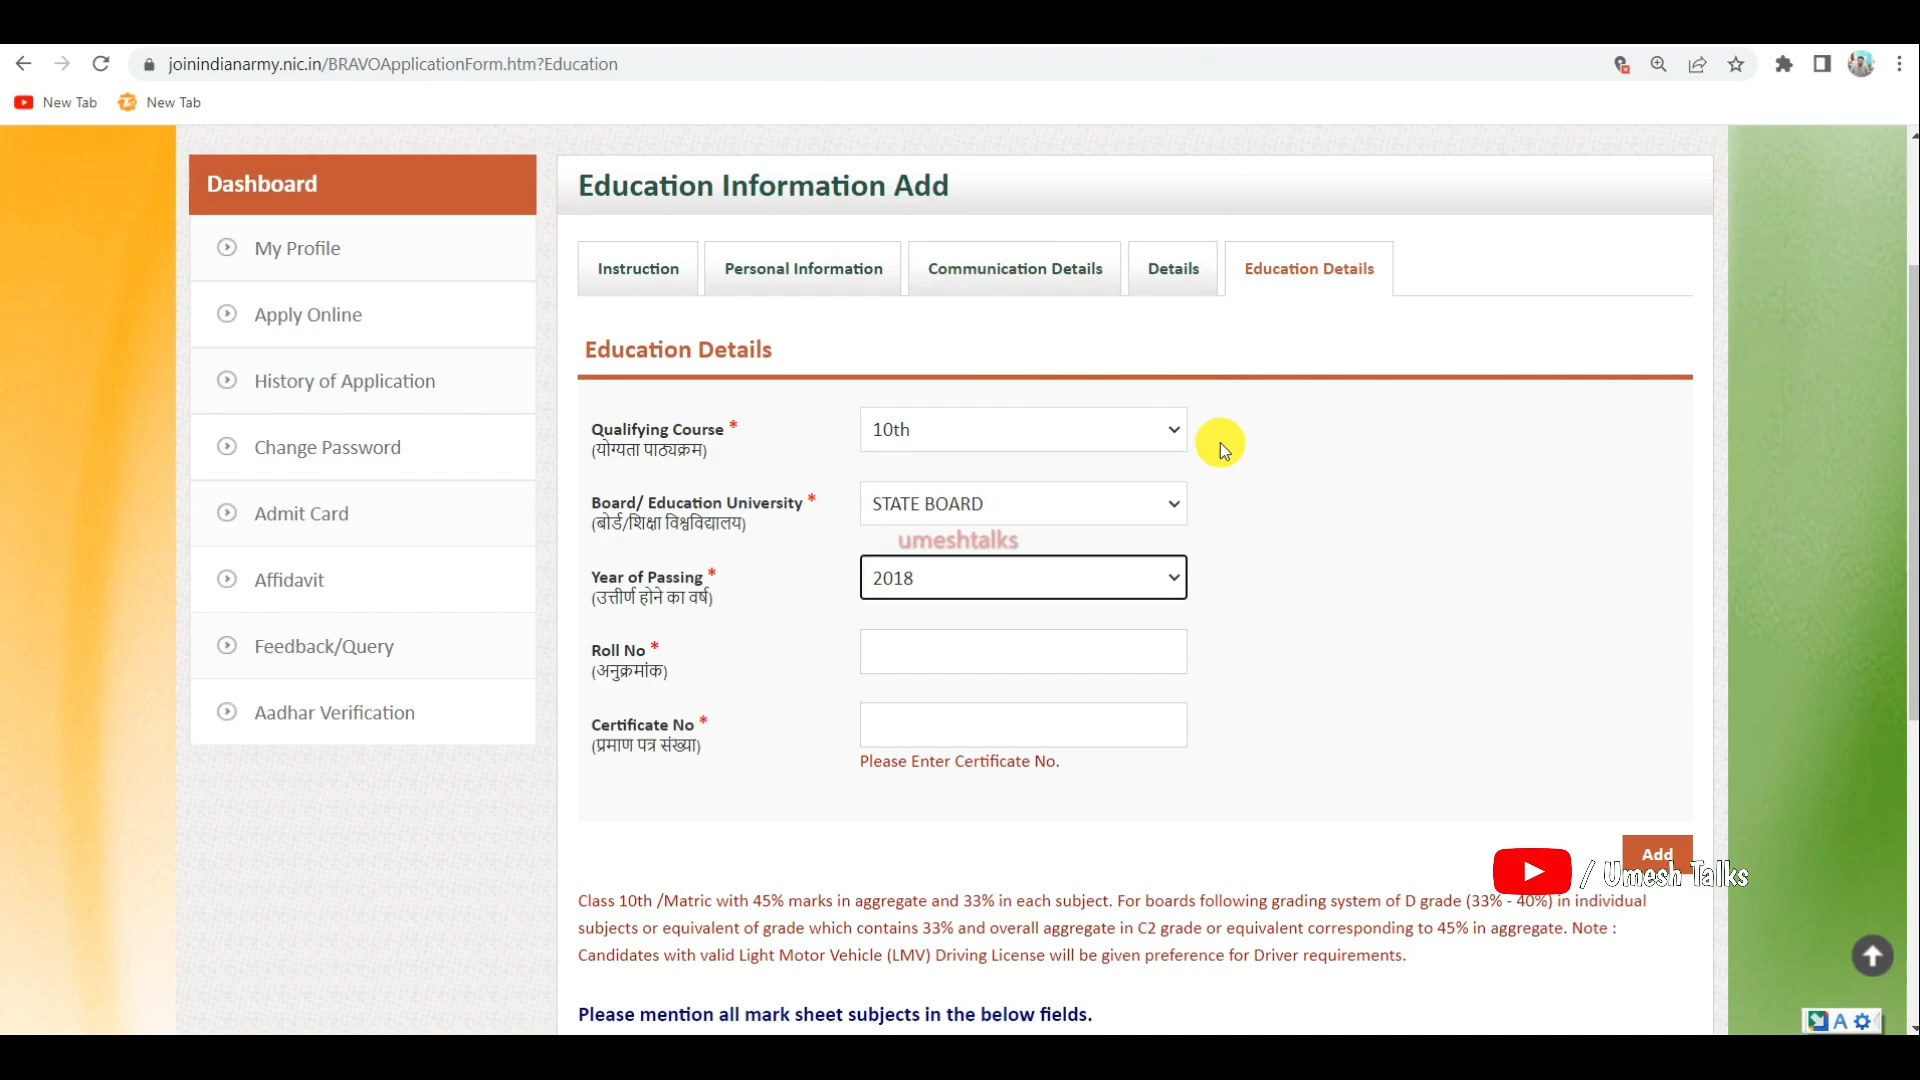 joinindianarmy.nic.in/BRAVOApplicationForm.htm?Education
New Tab
New Tab
Dashboard
My Profile
Apply Online
History of Application
Change Password
Admit Card
Affidavit
Feedback/Query
Aadhar Verification
Education Information Add
Instruction
Personal Information
Communication Details
Details
Education Details
Education Details
Qualifying Course *
(योग्यता पाठ्यक्रम)
10th
Board/ Education University *
(बोर्ड/शिक्षा विश्वविद्यालय)
STATE BOARD
umeshtalks
Year of Passing *
(उत्तीर्ण होने का वर्ष)
2018
Roll No *
(अनुक्रमांक)
Certificate No *
(प्रमाण पत्र संख्या)
Please Enter Certificate No.
Add
/ Umesh Talks
Class 10th /Matric with 45% marks in aggregate and 33% in each subject. For boards following grading system of D grade (33% - 40%) in individual
subjects or equivalent of grade which contains 33% and overall aggregate in C2 grade or equivalent corresponding to 45% in aggregate. Note :
Candidates with valid Light Motor Vehicle (LMV) Driving License will be given preference for Driver requirements.
Please mention all mark sheet subjects in the below fields.
A